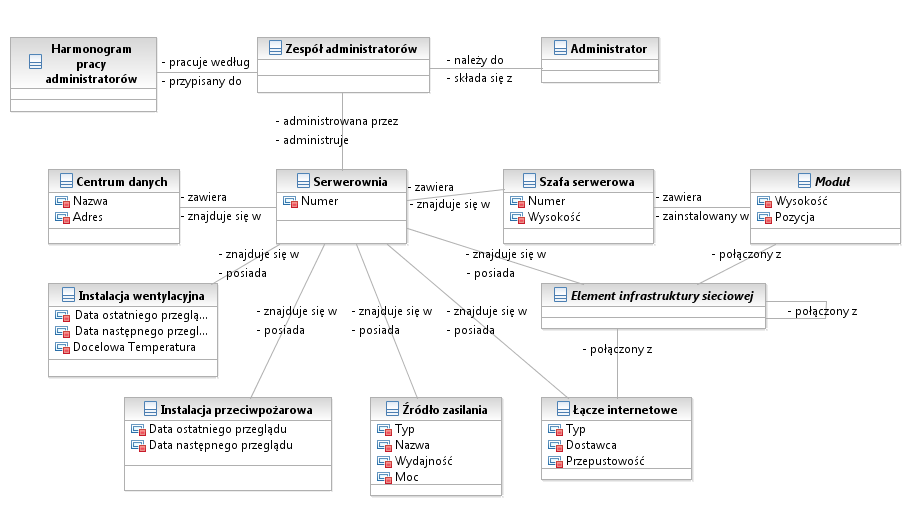 Harmonogram
pracy
administratorów
- pracuje według
- przypisany do
Zespół administratorów
- należy do
- składa się z
Administrator
- administrowana przez
- administruje
Centrum danych
Nazwa
Adres
- zawiera
- znajduje się w
Serwerownia
Numer
- zawiera
- znajduje się w
Szafa serwerowa
Numer
Wysokość
- zawiera
- zainstalowany w
Moduł
Wysokość
Pozycja
- znajduje się w
- posiada
- znajduje się w
- posiada
- połączony z
Instalacja wentylacyjna
Data ostatniego przeglą...
Data następnego przegl...
Docelowa Temperatura
- znajduje się w
- posiada
- znajduje się w
- posiada
- znajduje się w
- posiada
Element infrastruktury sieciowej
- połączony z
- połączony z
Instalacja przeciwpożarowa
Data ostatniego przeglądu
Data następnego przeglądu
Źródło zasilania
Typ
Nazwa
Wydajność
Moc
Łącze internetowe
Typ
Dostawca
Przepustowość